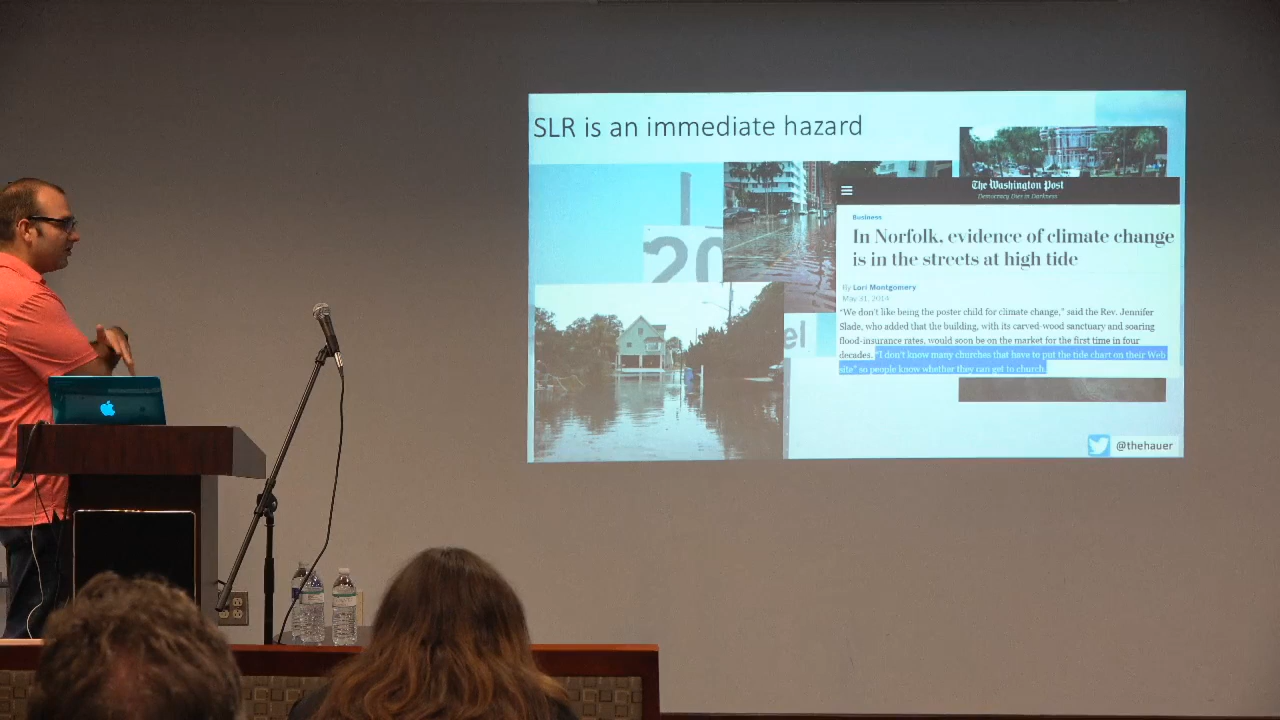 SLR is an immediate hazard
20
The Washington Post
Democracy Dies in Darkness
Business
In Norfolk, evidence of climate change
is in the streets at high tide
By Lori Montgomery
May 31, 2014
"We don't like being the poster child for climate change," said the Rev. Jennifer
Slade, who added that the building, with its carved-wood sanctuary and soaring
flood-insurance rates, would soon be on the market for the first time in four
decades. "I don't know many churches that have to put the tide chart on their Web
site" so people know whether they can get to church.
el
@thehauer